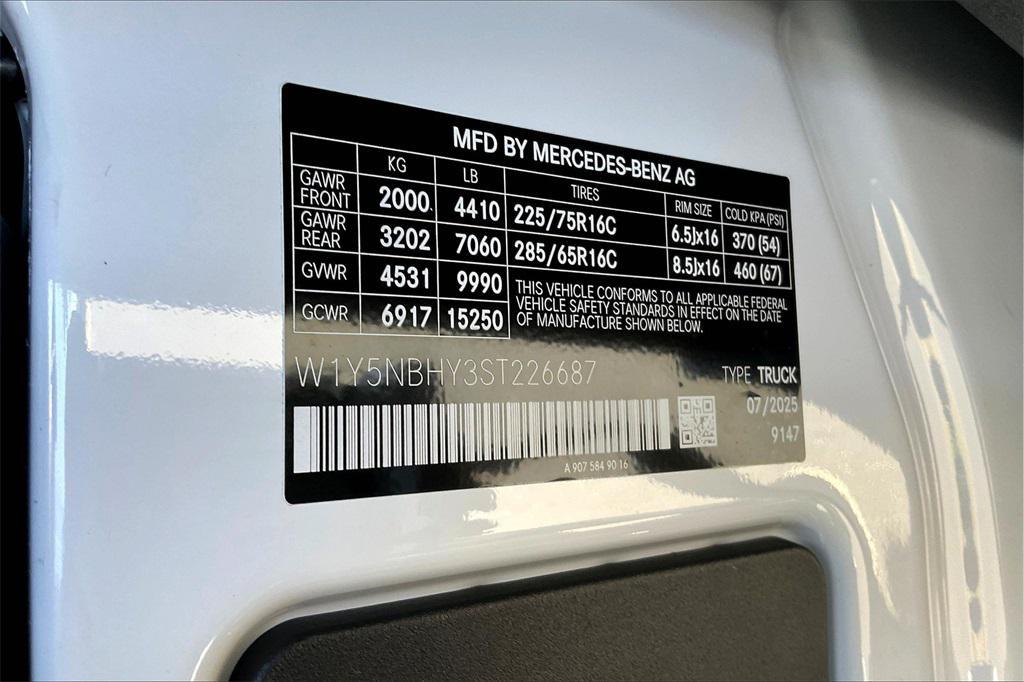 MFD BY MERCEDES-BENZ AG
KG LB TIRES RIM SIZE COLD KPA (PSI)
GAWR FRONT 2000 4410 225/75R16C 6.5Jx16 370 (54)
GAWR REAR 3202 7060 285/65R16C 8.5Jx16 460 (67)
GVWR 4531 9990
GCWR 6917 15250
THIS VEHICLE CONFORMS TO ALL APPLICABLE FEDERAL
VEHICLE SAFETY STANDARDS IN EFFECT ON THE DATE
OF MANUFACTURE SHOWN BELOW.
W1Y5NBHY3ST226687 TYPE TRUCK
07/2025
9147
A 907 584 90 16